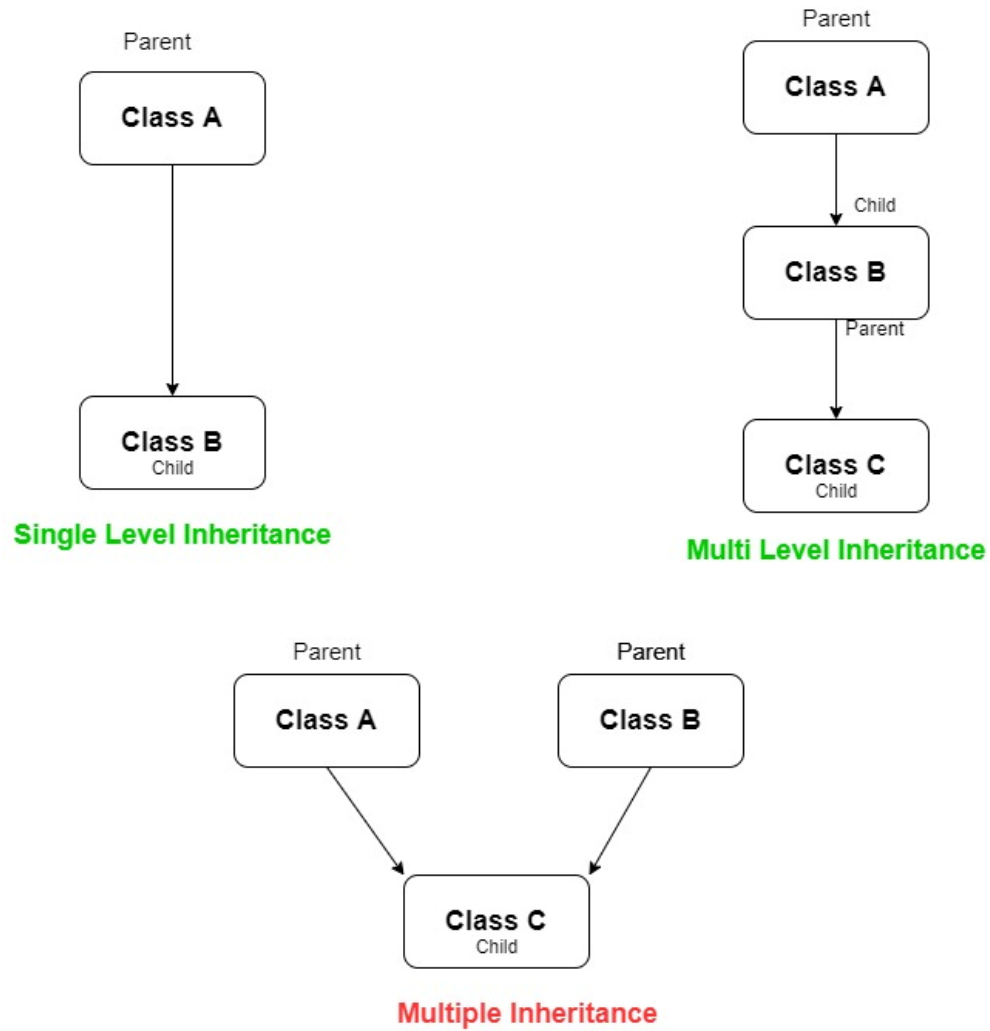 Parent
Class A
Class B
Child
Single Level Inheritance
Parent
Class A
Child
Class B
Parent
Class C
Child
Multi Level Inheritance
Parent
Class A
Parent
Class B
Class C
Child
Multiple Inheritance